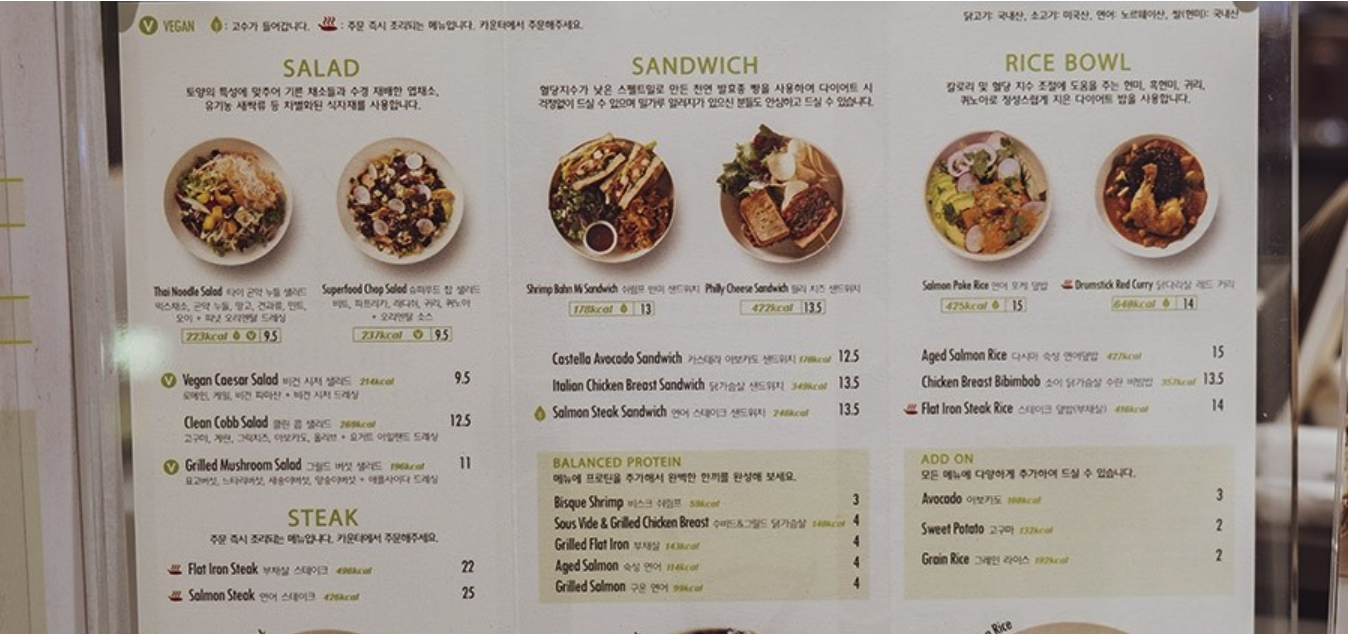 VEGAN : 고수가 들어갑니다. : 주문 즉시 조리되는 메뉴입니다. 카운터에서 주문해주세요.
닭고기: 국내산, 소고기: 미국산, 연어: 노르웨이산, 쌀(현미): 국내산
SALAD
토양의 특성에 맞추어 기른 채소들과 수경 재배한 엽채소,
유기농 새싹류 등 차별화된 식자재를 사용합니다.
Thai Noodle Salad 타이 곤약 누들 샐러드
믹스채소, 곤약 누들, 망고, 견과류, 민트,
오이 + 피넛 오리엔탈 드레싱
223kcal V 9.5
Superfood Chop Salad 슈퍼푸드 찹 샐러드
비트, 파프리카, 래디쉬, 귀리, 퀴노아
+ 오리엔탈 소스
237kcal V 9.5
V Vegan Caesar Salad 비건 시저 샐러드 214kcal 9.5
로메인, 케일, 비건 파마산 + 비건 시저 드레싱
Clean Cobb Salad 클린 콥 샐러드 268kcal 12.5
고구마, 계란, 그릭치즈, 아보카도, 올리브 + 요거트 아일랜드 드레싱
V Grilled Mushroom Salad 그릴드 버섯 샐러드 196kcal 11
표고버섯, 느타리버섯, 새송이버섯, 양송이버섯 + 애플사이다 드레싱
STEAK
주문 즉시 조리되는 메뉴입니다. 카운터에서 주문해주세요.
Flat Iron Steak 부채살 스테이크 496kcal 22
Salmon Steak 연어 스테이크 426kcal 25
SANDWICH
혈당지수가 낮은 스펠트밀로 만든 천연 발효종 빵을 사용하여 다이어트 시
걱정없이 드실 수 있으며 밀가루 알러지가 있으신 분들도 안심하고 드실 수 있습니다.
Shrimp Bahn Mi Sandwich 쉬림프 반미 샌드위치
178kcal 13
Philly Cheese Sandwich 필리 치즈 샌드위치
422kcal 13.5
Castella Avocado Sandwich 카스테라 아보카도 샌드위치 178kcal 12.5
Italian Chicken Breast Sandwich 닭가슴살 샌드위치 349kcal 13.5
Salmon Steak Sandwich 연어 스테이크 샌드위치 246kcal 13.5
BALANCED PROTEIN
메뉴에 프로틴을 추가해서 완벽한 한끼를 완성해 보세요.
Bisque Shrimp 비스크 쉬림프 3
Sous Vide & Grilled Chicken Breast 수비드&그릴드 닭가슴살 148kcal 4
Grilled Flat Iron 부채살 143kcal 4
Aged Salmon 숙성 연어 114kcal 4
Grilled Salmon 구운 연어 99kcal 4
RICE BOWL
칼로리 및 혈당 지수 조절에 도움을 주는 현미, 흑현미, 귀리,
퀴노아로 정성스럽게 지은 다이어트 밥을 사용합니다.
Salmon Poke Rice 연어 포케 덮밥
425kcal 15
Drumstick Red Curry 닭다리살 레드 커리
648kcal 14
Aged Salmon Rice 다시마 숙성 연어덮밥 427kcal 15
Chicken Breast Bibimbob 소이 닭가슴살 수란 비빔밥 357kcal 13.5
Flat Iron Steak Rice 스테이크 덮밥(부채살) 416kcal 14
ADD ON
모든 메뉴에 다양하게 추가하여 드실 수 있습니다.
Avocado 아보카도 168kcal 3
Sweet Potato 고구마 132kcal 2
Grain Rice 그레인 라이스 192kcal 2
Rice